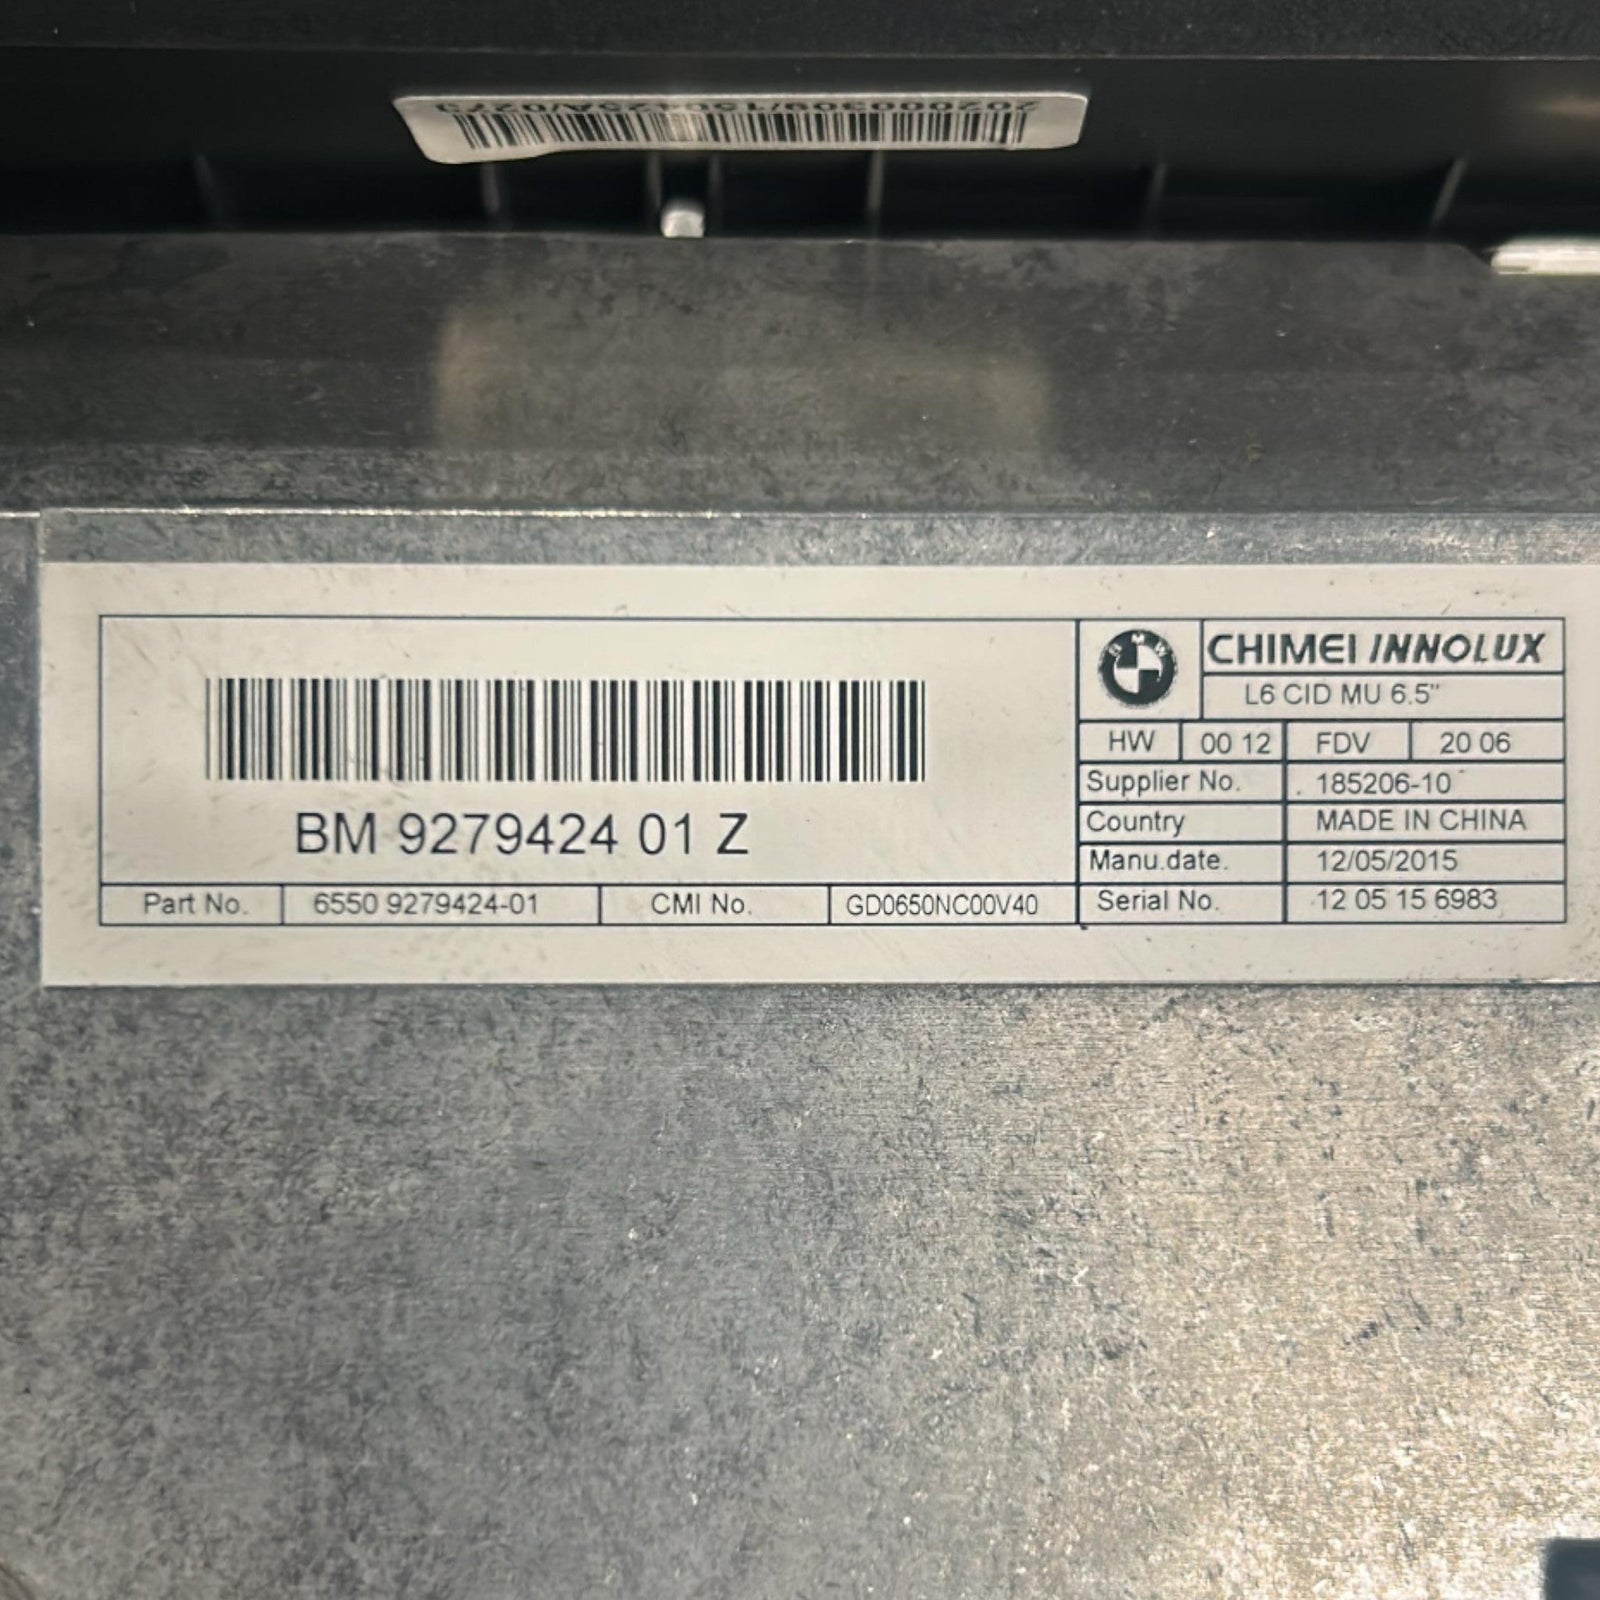 BM 9279424 01 Z
Part No. 6550 9279424-01 CMI No. GD0650NC00V40
BMW
CHIMEI INNOLUX
L6 CID MU 6.5"
HW 00 12 FDV 20 06
Supplier No. 185206-10
Country MADE IN CHINA
Manu.date. 12/05/2015
Serial No. 12 05 15 6983